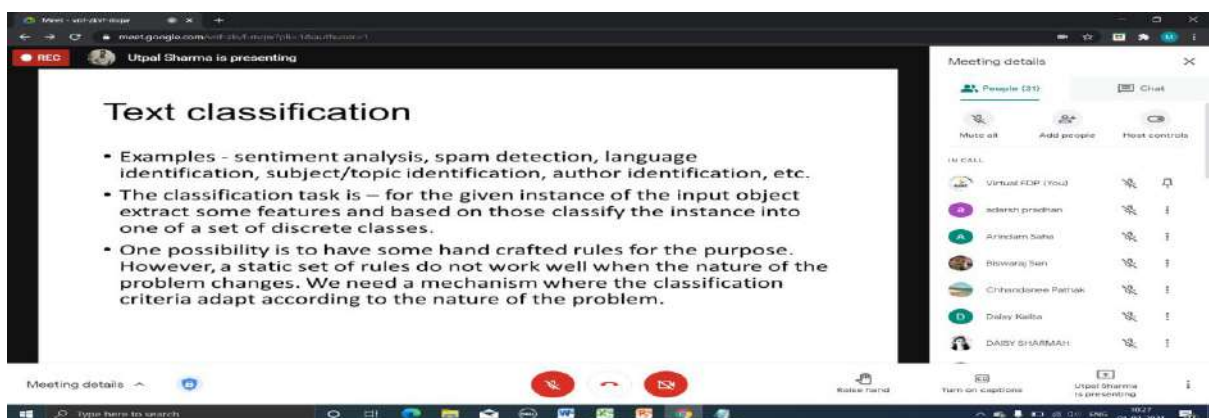 REC
Utpal Sharma is presenting
Text classification
• Examples - sentiment analysis, spam detection, language
identification, subject/topic identification, author identification, etc.
• The classification task is – for the given instance of the input object
extract some features and based on those classify the instance into
one of a set of discrete classes.
• One possibility is to have some hand crafted rules for the purpose.
However, a static set of rules do not work well when the nature of the
problem changes. We need a mechanism where the classification
criteria adapt according to the nature of the problem.
Meeting details
People (31)
Chat
Mute all
Add people
Host controls
IN CALL
Virtual FDP (You)
adarsh pradhan
Arindam Saha
Biswaraj Sen
Chhandanee Pathak
Daisy Kalita
DAISY SHARMAH
Meeting details
Raise hand
Turn on captions
Utpal Sharma
is presenting
Type here to search